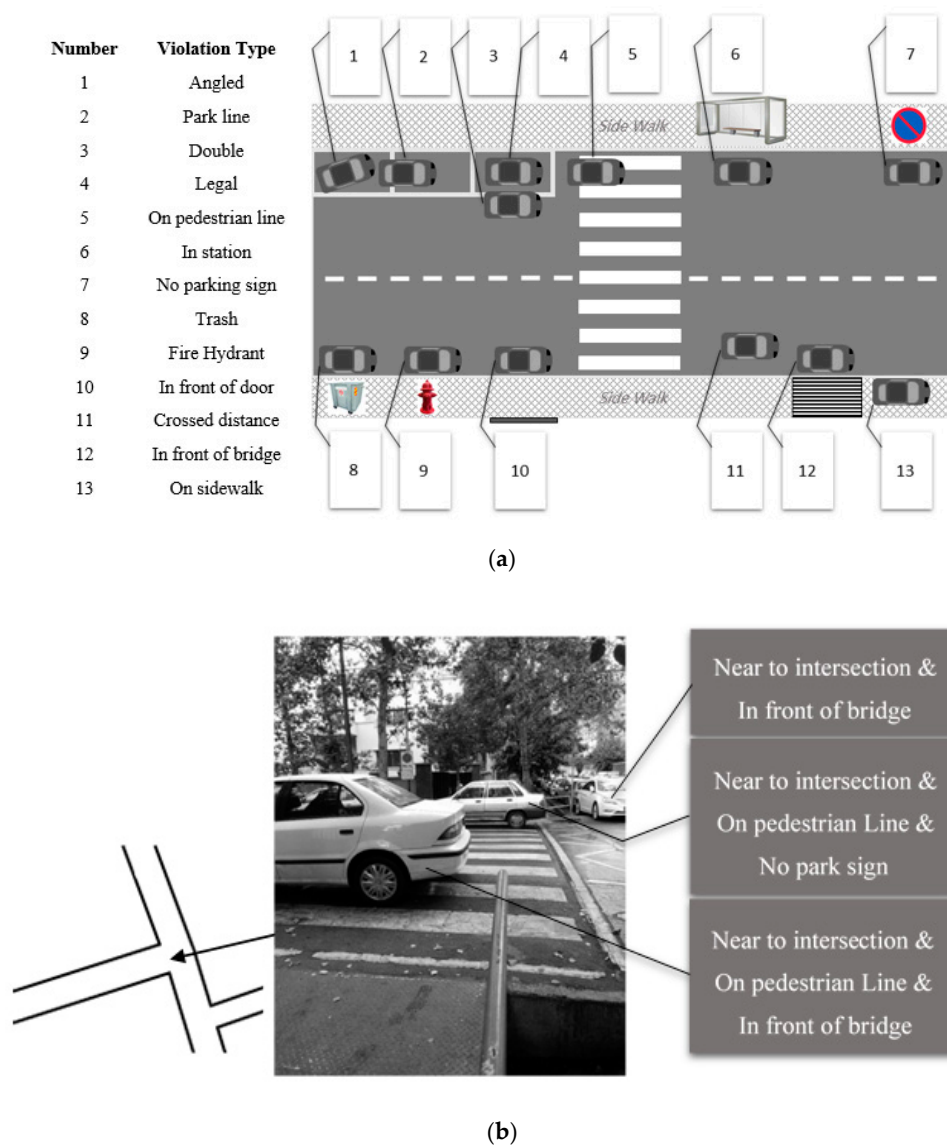 Number Violation Type
1 Angled
2 Park line
3 Double
4 Legal
5 On pedestrian line
6 In station
7 No parking sign
8 Trash
9 Fire Hydrant
10 In front of door
11 Crossed distance
12 In front of bridge
13 On sidewalk
1 2 3 4 5 6 7
Side Walk
Side Walk
8 9 10 11 12 13
(a)
Near to intersection &
In front of bridge
Near to intersection &
On pedestrian Line &
No park sign
Near to intersection &
On pedestrian Line &
In front of bridge
(b)